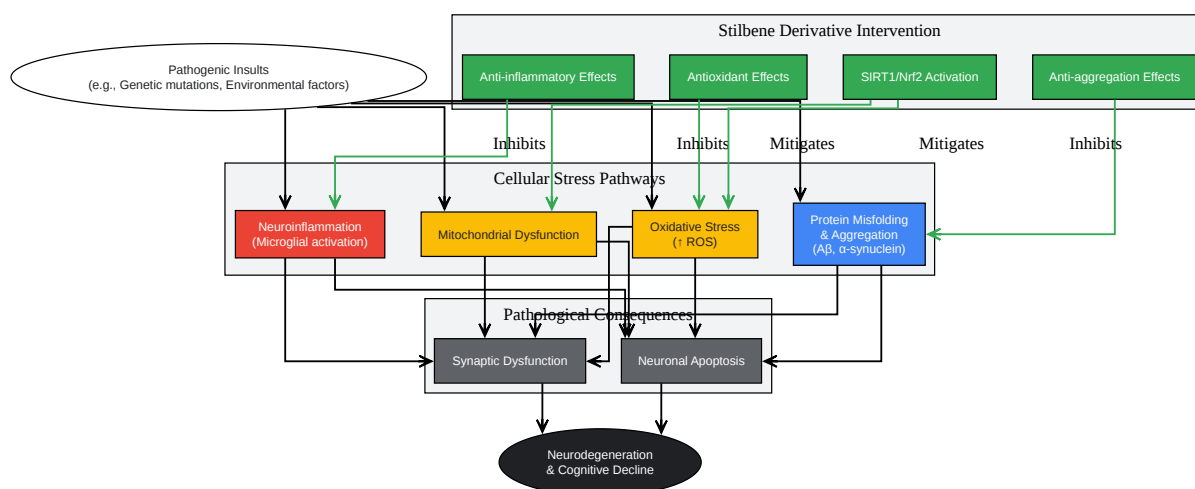 Stilbene Derivative Intervention
Pathogenic Insults
(e.g., Genetic mutations, Environmental factors)
Anti-inflammatory Effects
Antioxidant Effects
SIRT1/Nrf2 Activation
Anti-aggregation Effects
Inhibits
Inhibits
Mitigates
Mitigates
Inhibits
Cellular Stress Pathways
Neuroinflammation
(Microglial activation)
Mitochondrial Dysfunction
Oxidative Stress
(↑ ROS)
Protein Misfolding
& Aggregation
(Aβ, α-synuclein)
Pathological Consequences
Synaptic Dysfunction
Neuronal Apoptosis
Neurodegeneration
& Cognitive Decline